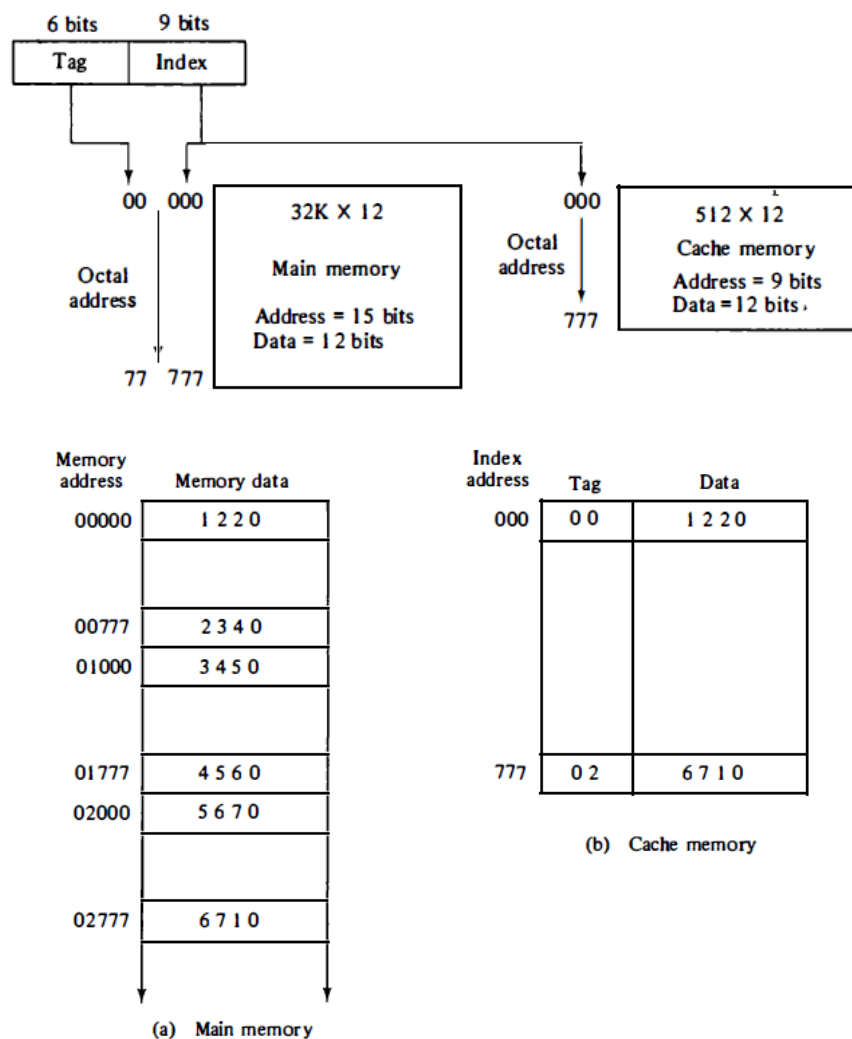 6 bits 9 bits
Tag Index
00 000
32K X 12
Main memory
Address = 15 bits
Data = 12 bits
Octal
address
77 777
000
512 X 12
Cache memory
Address = 9 bits
Data = 12 bits
Octal
address
777
Memory
address
Memory data
00000 1 2 2 0
00777 2 3 4 0
01000 3 4 5 0
01777 4 5 6 0
02000 5 6 7 0
02777 6 7 1 0
(a) Main memory
Index
address
Tag Data
000 0 0 1 2 2 0
777 0 2 6 7 1 0
(b) Cache memory